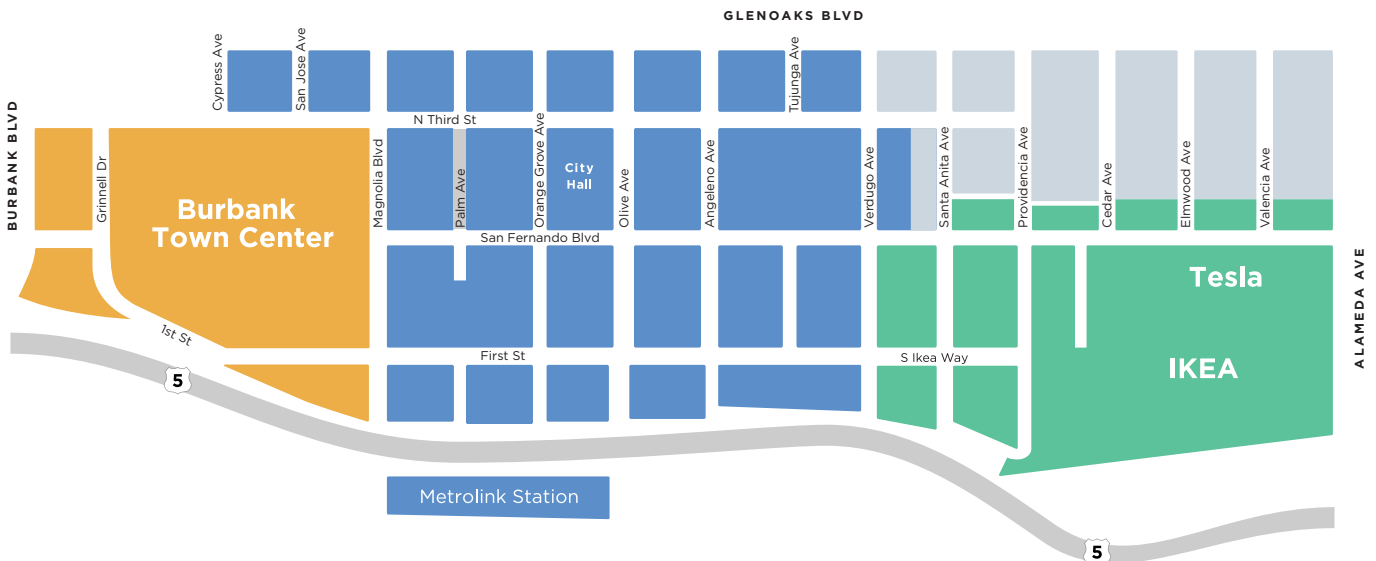 GLENOAKS BLVD
Cypress Ave
San Jose Ave
Tujunga Ave
BURBANK BLVD
Grinnell Dr
N Third St
Magnolia Blvd
Palm Ave
Orange Grove Ave
City
Hall
Olive Ave
Angeleno Ave
Verdugo Ave
Santa Anita Ave
Providencia Ave
Cedar Ave
Elmwood Ave
Valencia Ave
Burbank
Town Center
San Fernando Blvd
Tesla
ALAMEDA AVE
1st St
First St
S Ikea Way
IKEA
5
Metrolink Station
5